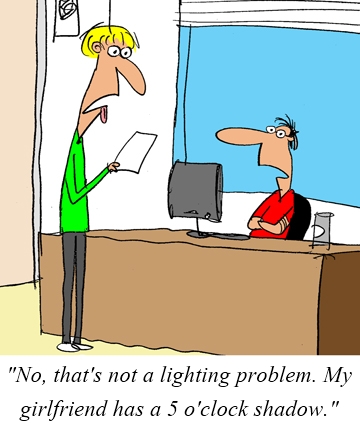 "No, that's not a lighting problem. My
girlfriend has a 5 o'clock shadow."